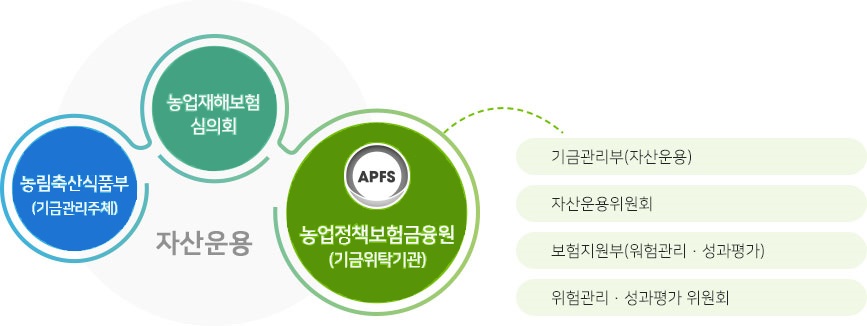 농업재해보험
심의회
농림축산식품부
(기금관리주체)
자산운용
APFS
농업정책보험금융원
(기금위탁기관)
기금관리부(자산운용)
자산운용위원회
보험지원부(워험관리 · 성과평가)
위험관리 · 성과평가 위원회